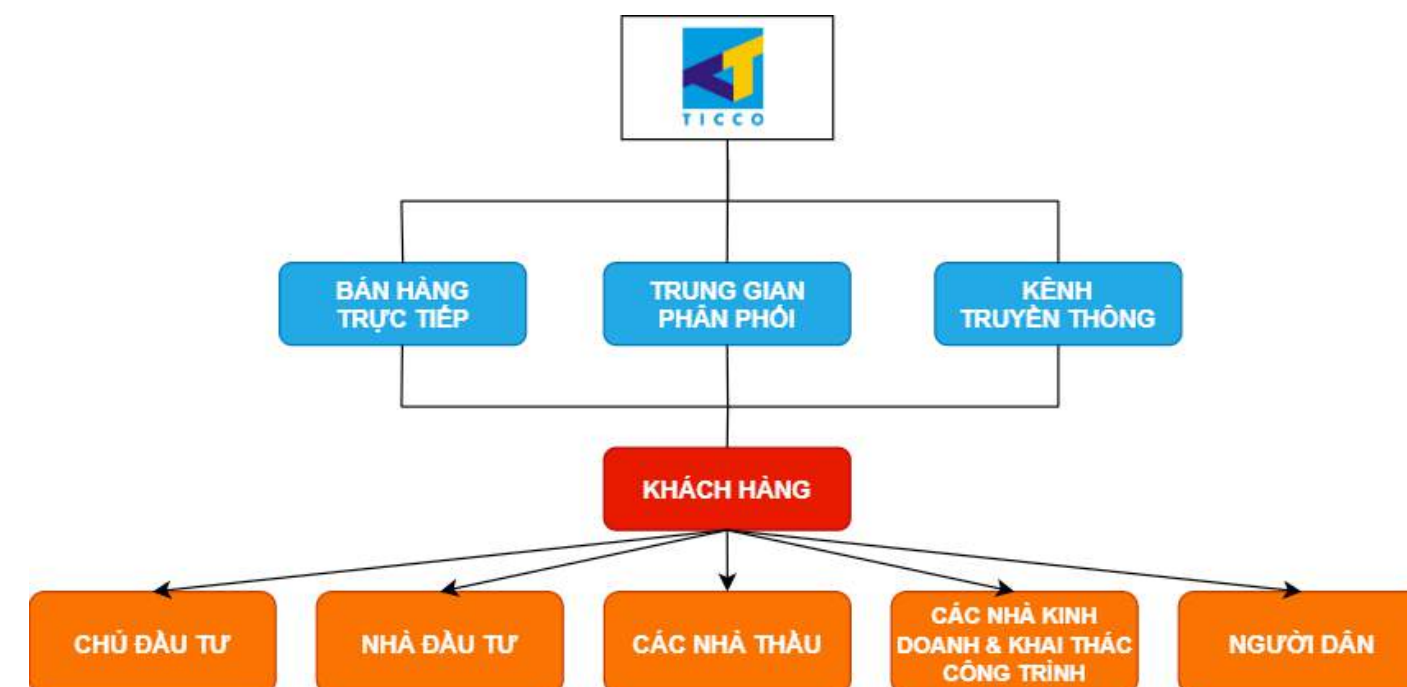 TICCO
BÁN HÀNG
TRỰC TIẾP
TRUNG GIAN
PHÂN PHỐI
KÊNH
TRUYỀN THÔNG
KHÁCH HÀNG
CHỦ ĐẦU TƯ
NHÀ ĐẦU TƯ
CÁC NHÀ THẦU
CÁC NHÀ KINH
DOANH & KHAI THÁC
CÔNG TRÌNH
NGƯỜI DÂN